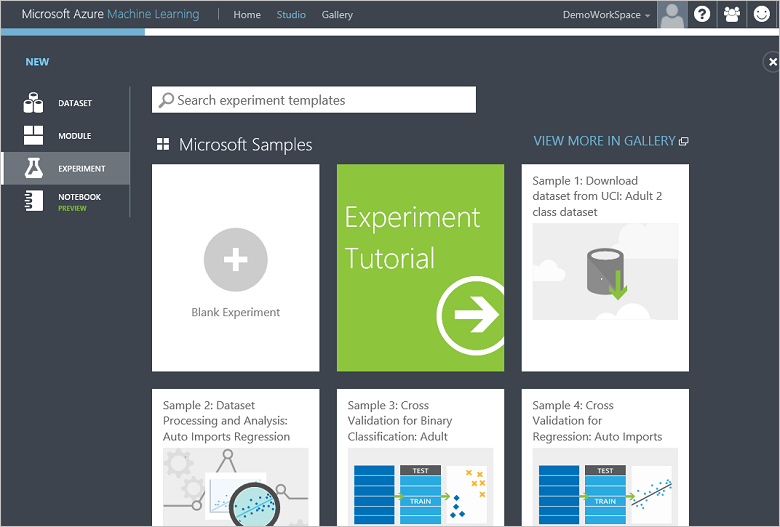 Microsoft Azure Machine Learning
Home
Studio
Gallery
DemoWorkSpace
NEW
DATASET
MODULE
EXPERIMENT
NOTEBOOK
PREVIEW
Search experiment templates
Microsoft Samples
VIEW MORE IN GALLERY
Blank Experiment
Experiment
Tutorial
Sample 1: Download
dataset from UCI: Adult 2
class dataset
Sample 2: Dataset
Processing and Analysis:
Auto Imports Regression
Sample 3: Cross
Validation for Binary
Classification: Adult
TEST
TRAIN
Sample 4: Cross
Validation for
Regression: Auto Imports
TEST
TRAIN